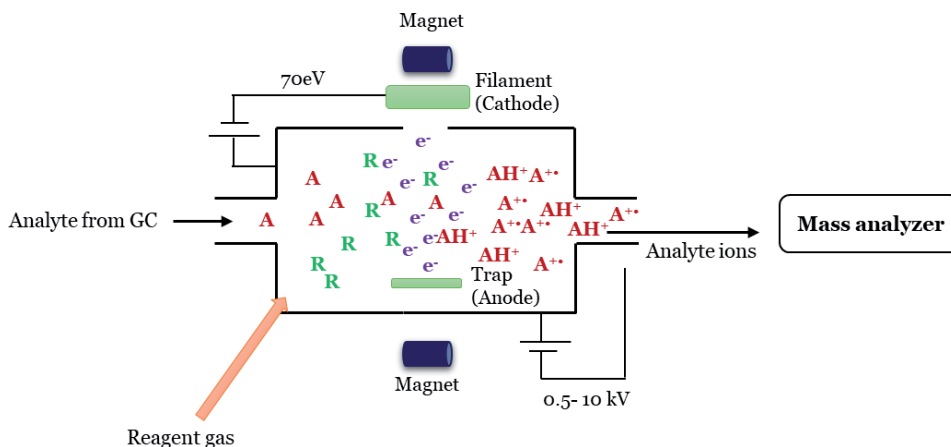 Magnet
70eV
Filament
(Cathode)
e-
R e- e-
A e- R e- AH+ A+•
A R A A A+• AH+ A+•
Analyte from GC A A e- e- A+• A+• AH+ Mass analyzer
R R e- AH+ Analyte ions
R e- e- AH+ A+•
R Trap
(Anode)
Magnet
0.5- 10 kV
Reagent gas